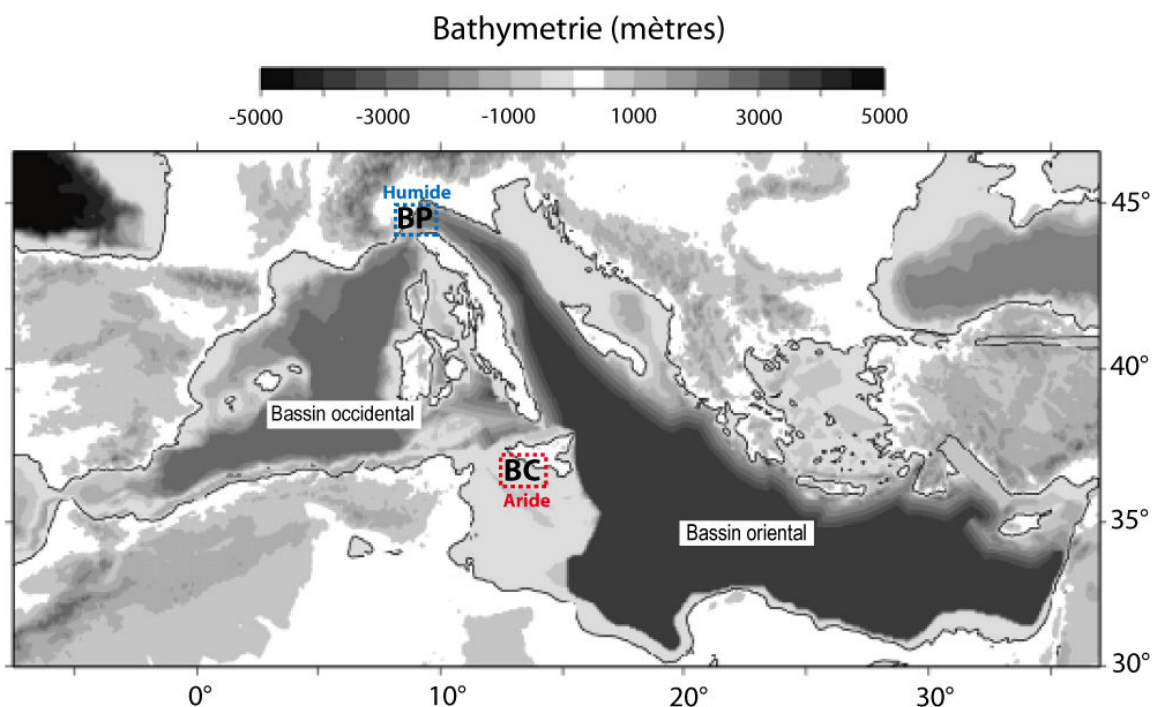 Bathymetrie (mètres)
-5000 -3000 -1000 1000 3000 5000
Humide
BP
45°
40°
Bassin occidental
BC
Aride
35°
Bassin oriental
30°
0° 10° 20° 30°